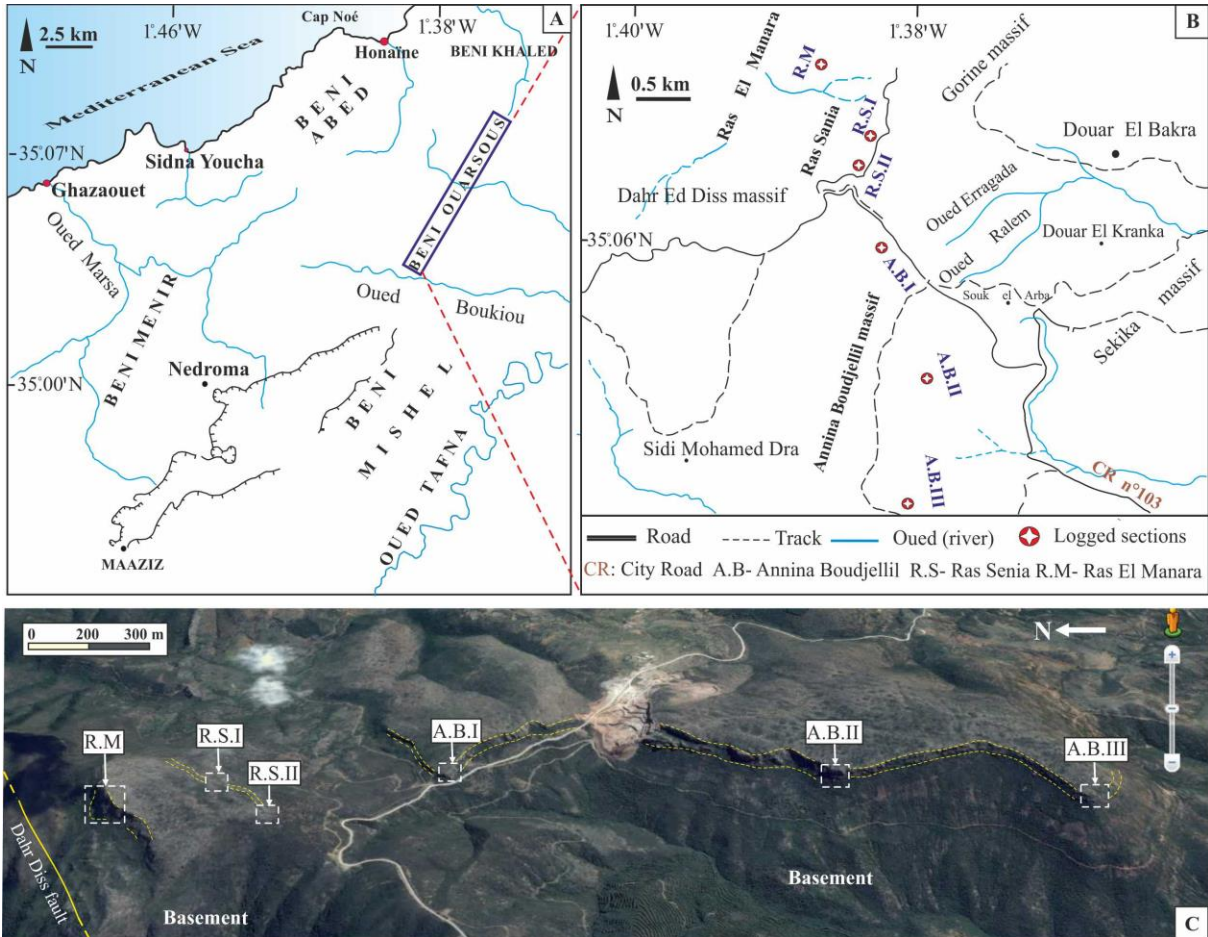 A
1°46'W
1°38'W
Cap Noé
2.5 km
N
Honaïne
BENI KHALED
Mediterranean Sea
BENI
ABED
35°07'N
Sidna Youcha
Ghazaouet
BENI OUARSOUS
Oued Marsa
Oued
Boukiou
BENI MENIR
Nedroma
35°00'N
BENI
MISHEL
OUED TAFNA
MAAZIZ
B
1°40'W
1°38'W
N
0.5 km
Ras El Manara
R.M
Gorine massif
Ras Sania
R.S.I
R.S.II
Douar El Bakra
Dahr Ed Diss massif
Oued Erragada
Oued Ralem
Douar El Kranka
35°06'N
A.B.I
Souk el Arba
Sekika massif
Annina Boudjellil massif
A.B.II
Sidi Mohamed Dra
A.B.III
CR n°103
Road Track Oued (river) Logged sections
CR: City Road A.B- Annina Boudjellil R.S- Ras Senia R.M- Ras El Manara
0 200 300 m
N
R.M
R.S.I
R.S.II
A.B.I
A.B.II
A.B.III
Dahr Diss fault
Basement
Basement
C